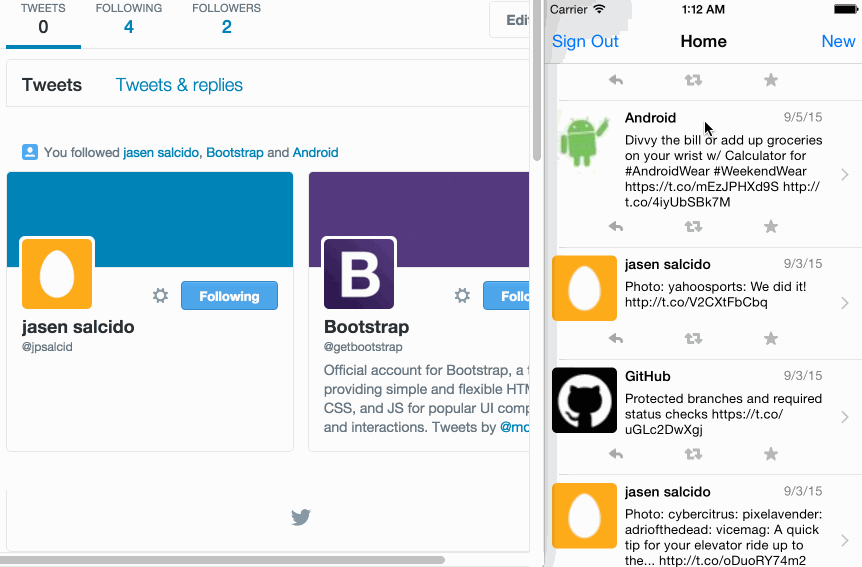 TWEETS FOLLOWING FOLLOWERS
0 4 2
Edi
Tweets Tweets & replies
You followed jasen salcido, Bootstrap and Android
Following
jasen salcido
@jpsalcid
B
Follo
Bootstrap
@getbootstrap
Official account for Bootstrap, a f
providing simple and flexible HTM
CSS, and JS for popular UI comp
and interactions. Tweets by @mo
Carrier 1:12 AM
Sign Out Home New
Android 9/5/15
Divvy the bill or add up groceries
on your wrist w/ Calculator for
#AndroidWear #WeekendWear
https://t.co/mEzJPHXd9S http://
t.co/4iyUbSBk7M
jasen salcido 9/3/15
Photo: yahoosports: We did it!
http://t.co/V2CXtFbCbq
GitHub 9/3/15
Protected branches and required
status checks https://t.co/
uGLc2DwXgj
jasen salcido 9/3/15
Photo: cybercitrus: pixelavender:
adriofthedead: vicemag: A quick
tip for your elevator ride up to
the... http://t.co/oDuoRY74m2